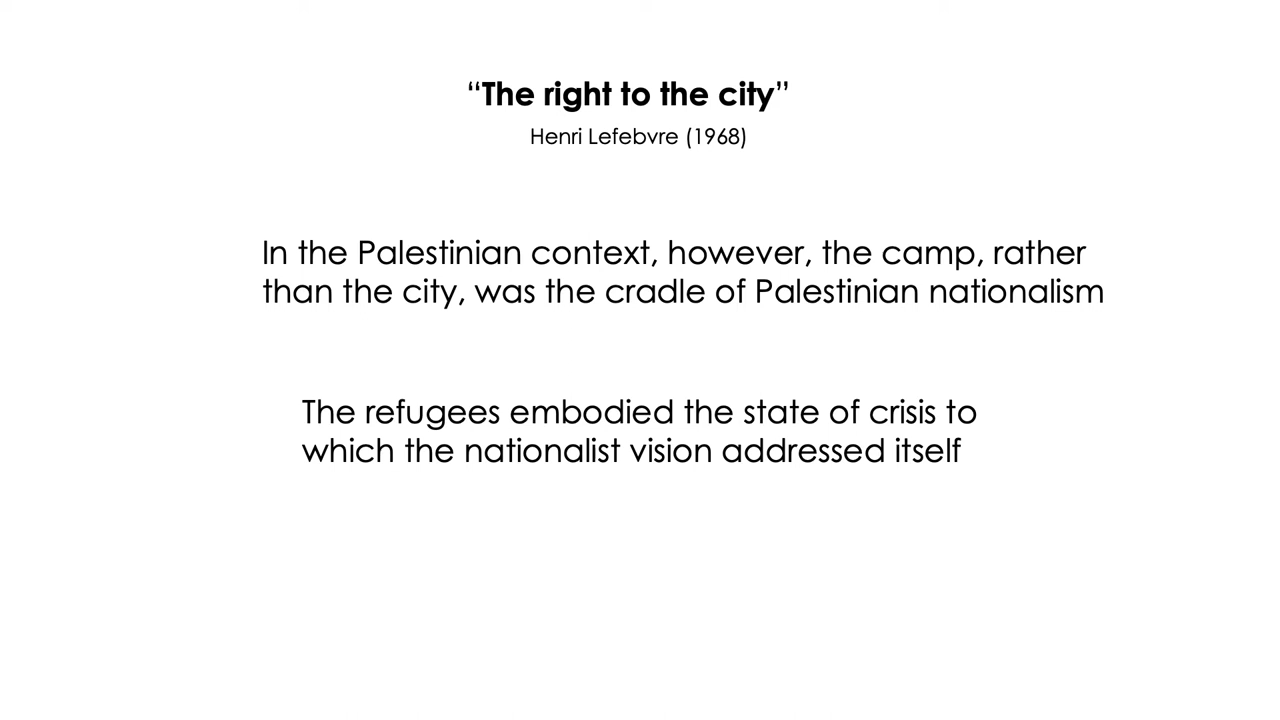 “The right to the city”
Henri Lefebvre (1968)
In the Palestinian context, however, the camp, rather
than the city, was the cradle of Palestinian nationalism
The refugees embodied the state of crisis to
which the nationalist vision addressed itself